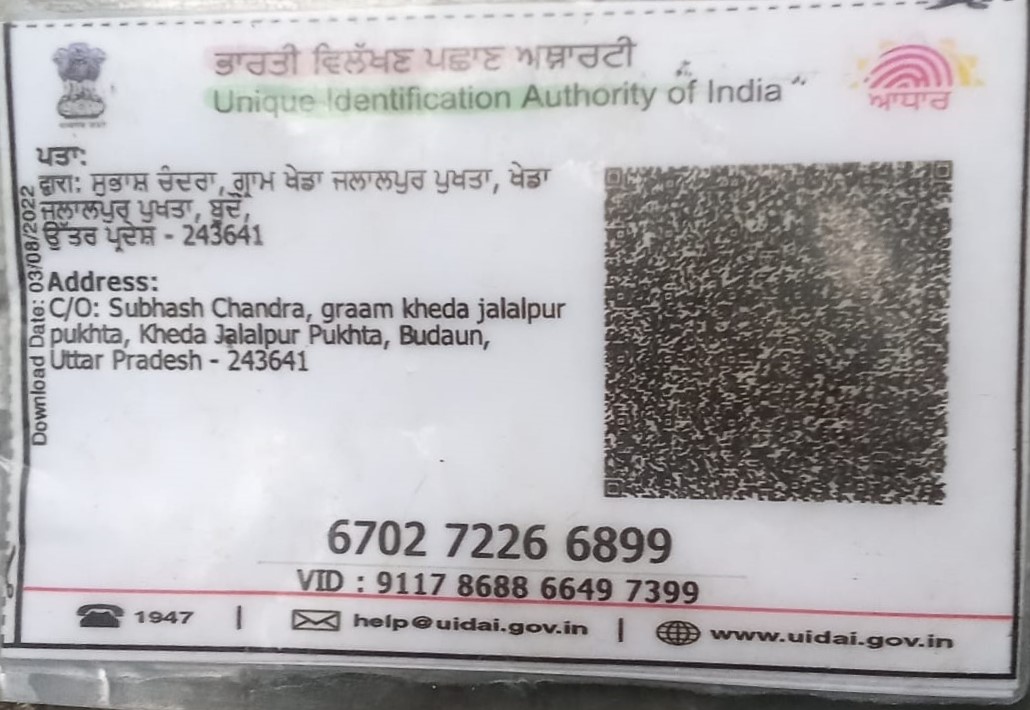 ਭਾਰਤੀ ਵਿਲੱਖਣ ਪਛਾਣ ਅਥਾਰਟੀ
Unique Identification Authority of India
ਆਧਾਰ
ਪਤਾ:
ਦੁਆਰਾ: ਸੁਭਾਸ਼ ਚੰਦਰਾ, ਗ੍ਰਾਮ ਖੇਡਾ ਜਲਾਲਪੁਰ ਪੁਖਤਾ, ਖੇਡਾ
ਜਲਾਲਪੁਰ ਪੁਖਤਾ, ਬੂਦੌਂ,
ਉੱਤਰ ਪ੍ਰਦੇਸ਼ - 243641
Address:
C/O: Subhash Chandra, graam kheda jalalpur
pukhta, Kheda Jalalpur Pukhta, Budaun,
Uttar Pradesh - 243641
Download Date: 03/08/2022
6702 7226 6899
VID : 9117 8688 6649 7399
1947 | help@uidai.gov.in | www.uidai.gov.in